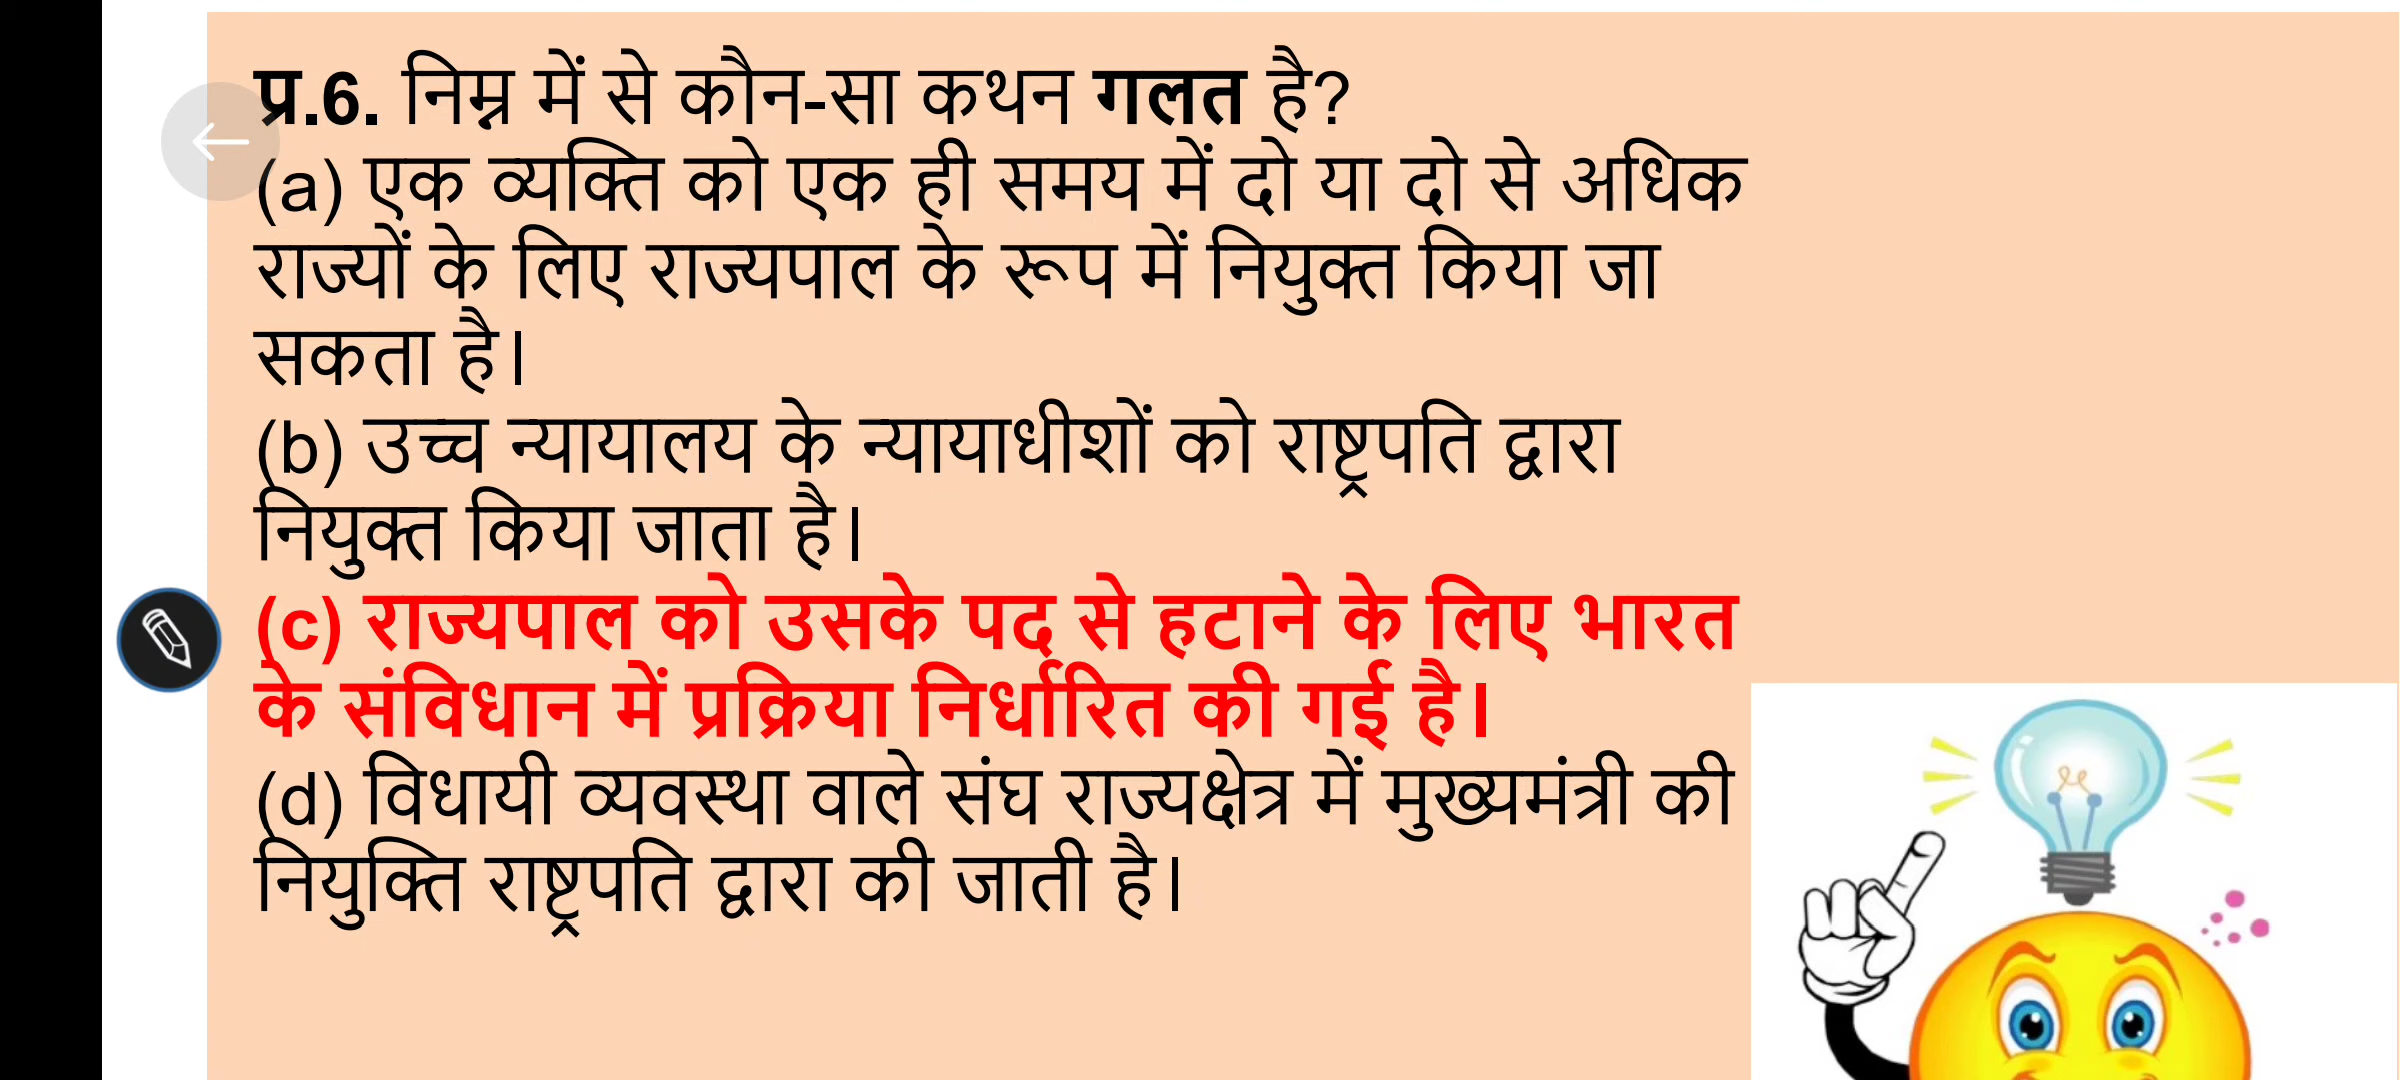 प्र.6. निम्न में से कौन-सा कथन गलत है?
(a) एक व्यक्ति को एक ही समय में दो या दो से अधिक
राज्यों के लिए राज्यपाल के रूप में नियुक्त किया जा
सकता है।
(b) उच्च न्यायालय के न्यायाधीशों को राष्ट्रपति द्वारा
नियुक्त किया जाता है।
(c) राज्यपाल को उसके पद से हटाने के लिए भारत
के संविधान में प्रक्रिया निर्धारित की गई है।
(d) विधायी व्यवस्था वाले संघ राज्यक्षेत्र में मुख्यमंत्री की
नियुक्ति राष्ट्रपति द्वारा की जाती है।